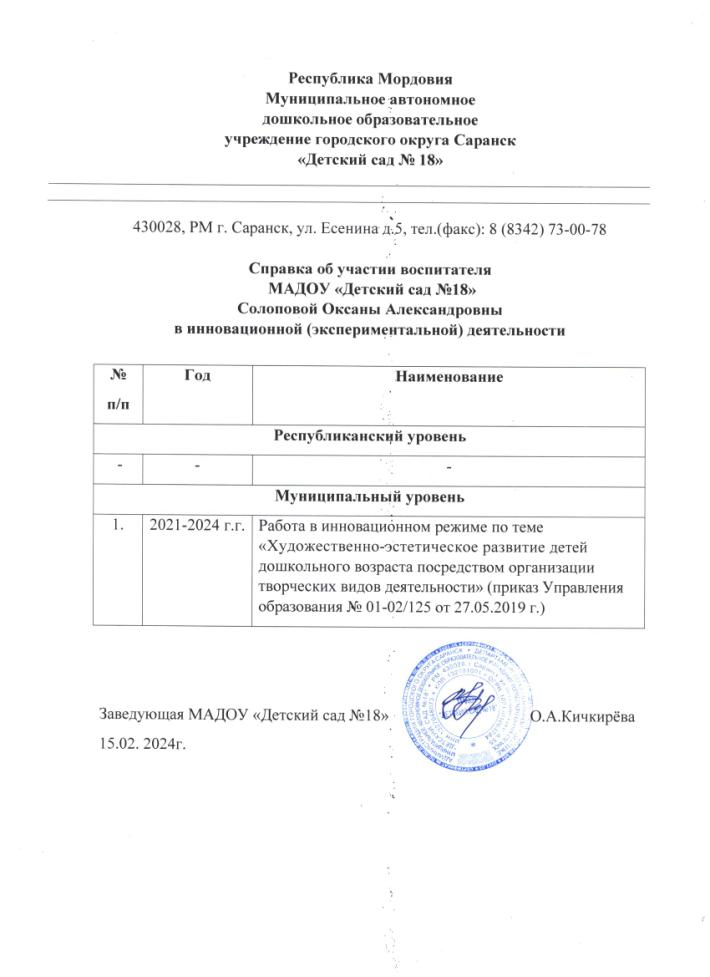 Республика Мордовия
Муниципальное автономное
дошкольное образовательное
учреждение городского округа Саранск
«Детский сад № 18»
430028, РМ г. Саранск, ул. Есенина д.5, тел.(факс): 8 (8342) 73-00-78
Справка об участии воспитателя
МАДОУ «Детский сад №18»
Солоповой Оксаны Александровны
в инновационной (экспериментальной) деятельности
№ п/п Год Наименование
Республиканский уровень
- - -
Муниципальный уровень
1. 2021-2024 г.г. Работа в инновационном режиме по теме
«Художественно-эстетическое развитие детей
дошкольного возраста посредством организации
творческих видов деятельности» (приказ Управления
образования № 01-02/125 от 27.05.2019 г.)
Заведующая МАДОУ «Детский сад №18» О.А.Кичкирёва
15.02. 2024г.